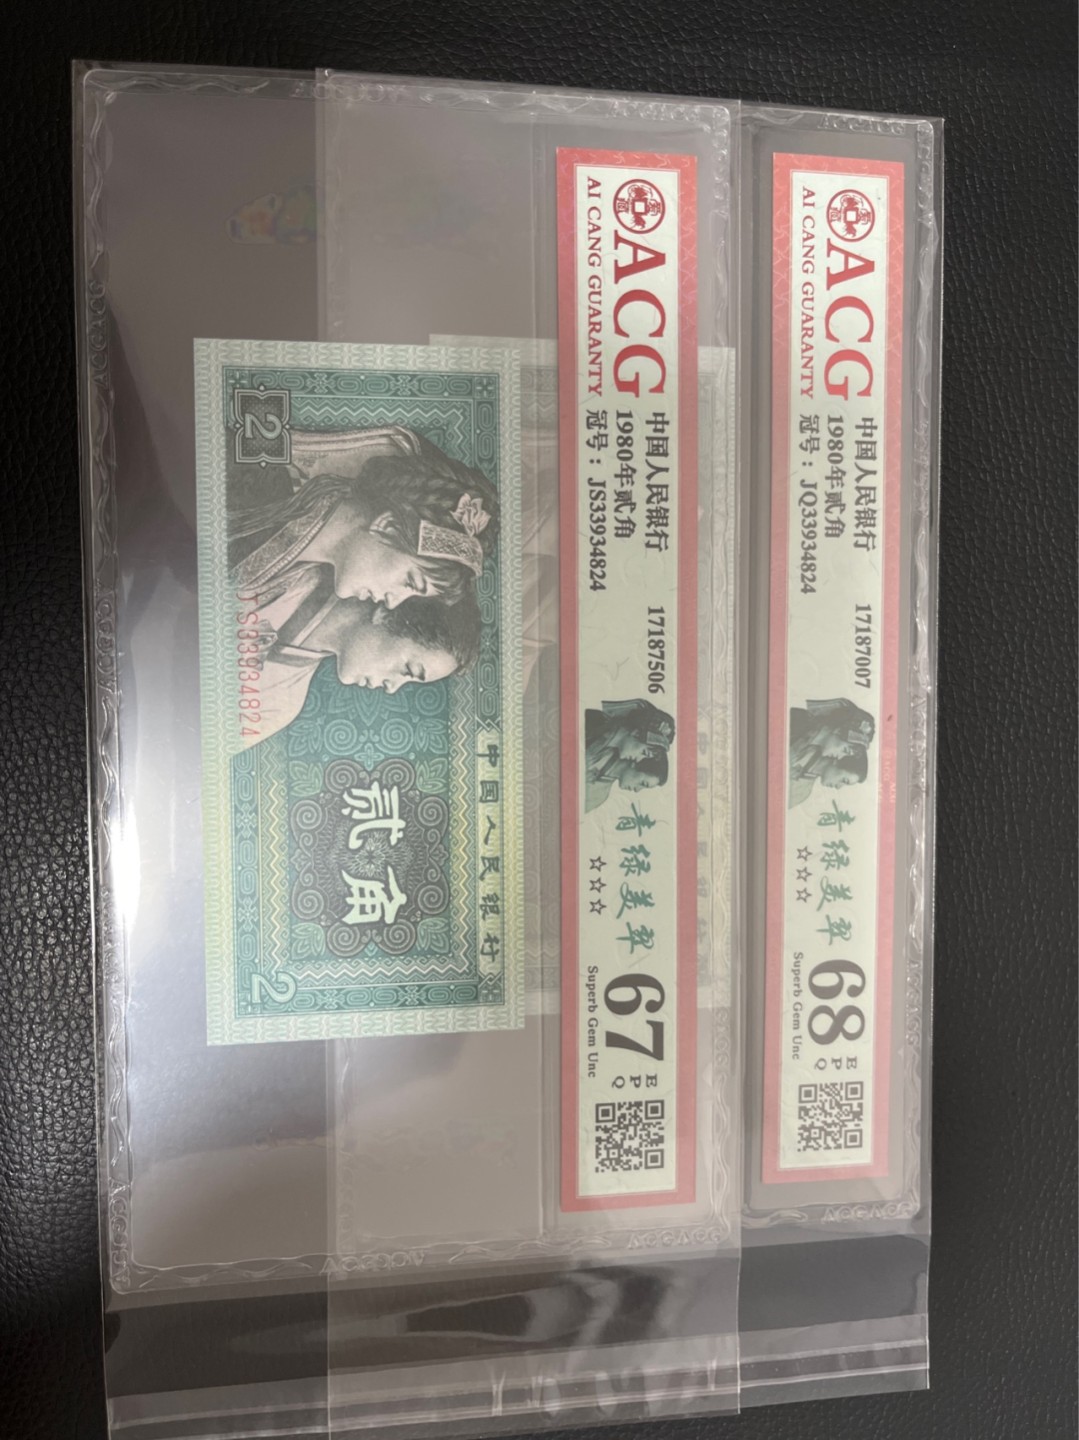 ACG
AI CANG GUARANTY
中国人民银行
1980年贰角
冠号：JQ33934824
17187007
青绿美翠
☆☆☆
68
EPQ
Superb Gem Unc
ACG
AI CANG GUARANTY
中国人民银行
1980年贰角
冠号：JS33934824
17187506
青绿美翠
☆☆☆
67
EPQ
Superb Gem Unc
中国人民银行
贰角
2
2
JS33934824